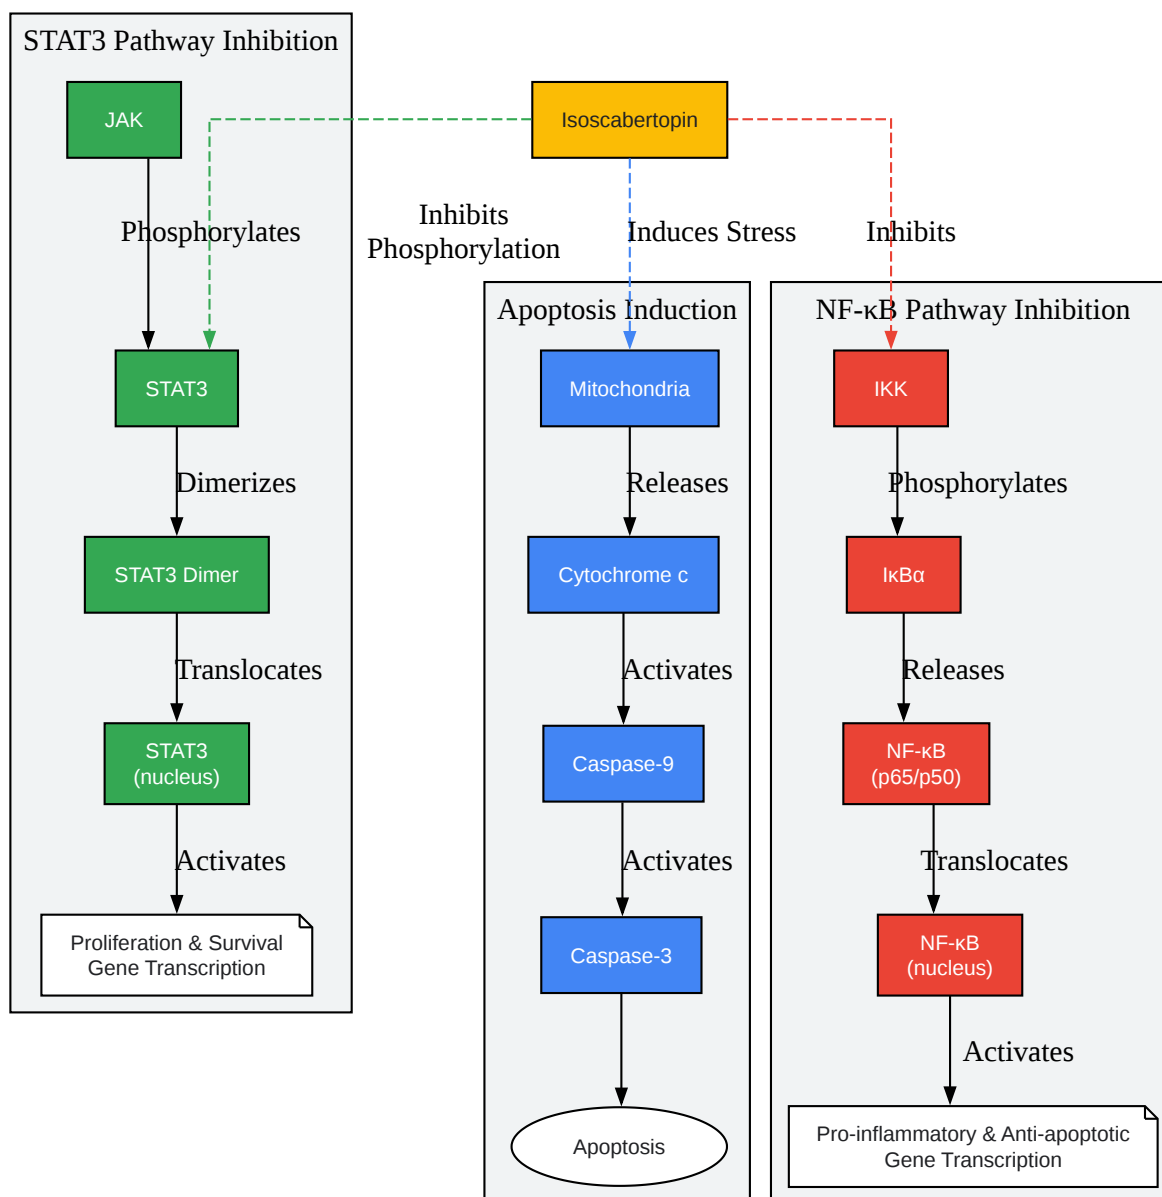 STAT3 Pathway Inhibition
JAK
Isoscabertopin
Phosphorylates
Inhibits
Phosphorylation
Induces Stress
Inhibits
Apoptosis Induction
NF-κB Pathway Inhibition
STAT3
Mitochondria
IKK
Dimerizes
Releases
Phosphorylates
STAT3 Dimer
Cytochrome c
IκBα
Translocates
Activates
Releases
STAT3
(nucleus)
Caspase-9
NF-κB
(p65/p50)
Activates
Activates
Translocates
Proliferation & Survival
Gene Transcription
Caspase-3
NF-κB
(nucleus)
Activates
Apoptosis
Pro-inflammatory & Anti-apoptotic
Gene Transcription